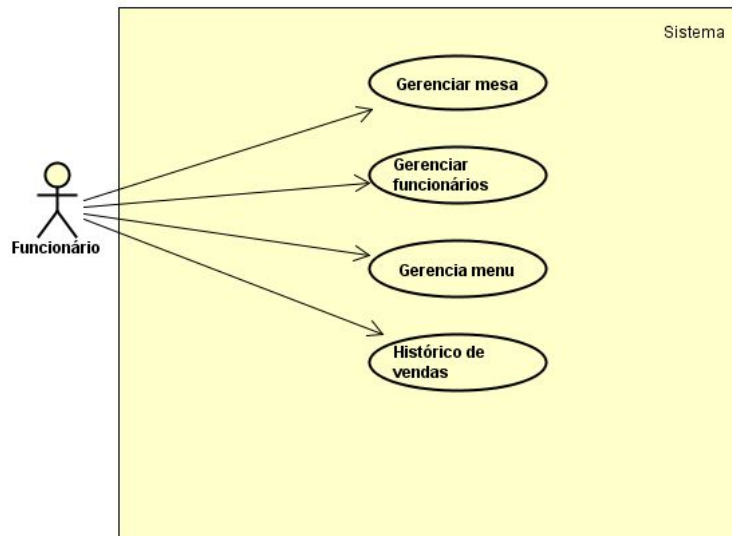 Sistema
Gerenciar mesa
Gerenciar
funcionários
Funcionário
Gerencia menu
Histórico de
vendas